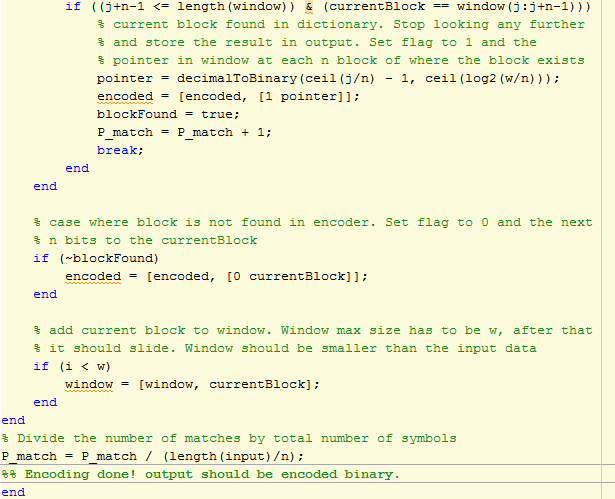 if ((j+n-1 <= length(window)) & (currentBlock == window(j:j+n-1)))
% current block found in dictionary. Stop looking any further
% and store the result in output. Set flag to 1 and the
% pointer in window at each n block of where the block exists
pointer = decimalToBinary(ceil(j/n) - 1, ceil(log2(w/n)));
encoded = [encoded, [1 pointer]];
blockFound = true;
P_match = P_match + 1;
break;
end
end
% case where block is not found in encoder. Set flag to 0 and the next
% n bits to the currentBlock
if (~blockFound)
encoded = [encoded, [0 currentBlock]];
end
% add current block to window. Window max size has to be w, after that
% it should slide. Window should be smaller than the input data
if (i < w)
window = [window, currentBlock];
end
end
% Divide the number of matches by total number of symbols
P_match = P_match / (length(input)/n);
%% Encoding done! output should be encoded binary.
end